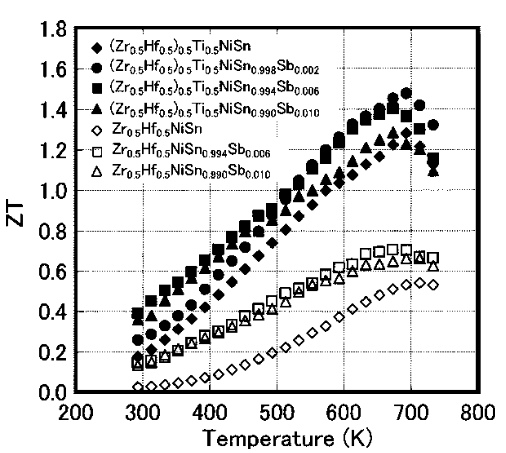 1.8
1.6
1.4
1.2
1.0
0.8
0.6
0.4
0.2
0.0
ZT
(Zr0.5Hf0.5)0.5Ti0.5NiSn
(Zr0.5Hf0.5)0.5Ti0.5NiSn0.998Sb0.002
(Zr0.5Hf0.5)0.5Ti0.5NiSn0.994Sb0.006
(Zr0.5Hf0.5)0.5Ti0.5NiSn0.990Sb0.010
Zr0.5Hf0.5NiSn
Zr0.5Hf0.5NiSn0.994Sb0.006
Zr0.5Hf0.5NiSn0.990Sb0.010
200 300 400 500 600 700 800
Temperature (K)